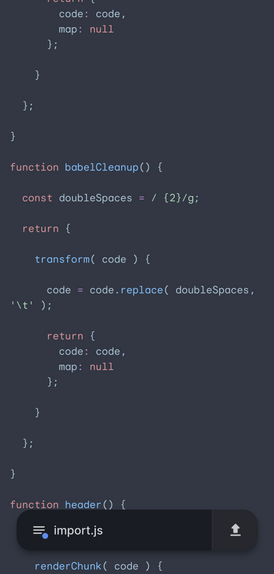 return {
code: code,
map: null
};
}
};
}
function babelCleanup() {
const doubleSpaces = / {2}/g;
return {
transform( code ) {
code = code.replace( doubleSpaces,
'\t' );
return {
code: code,
map: null
};
}
};
}
function header() {
import.js
renderChunk( code ) {